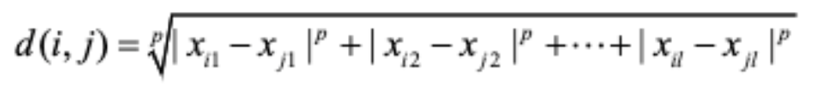 d(i, j) = ᵖ√(| x_{i1} − x_{j1} |^p + | x_{i2} − x_{j2} |^p + ⋯ + | x_{il} − x_{jl} |^p)